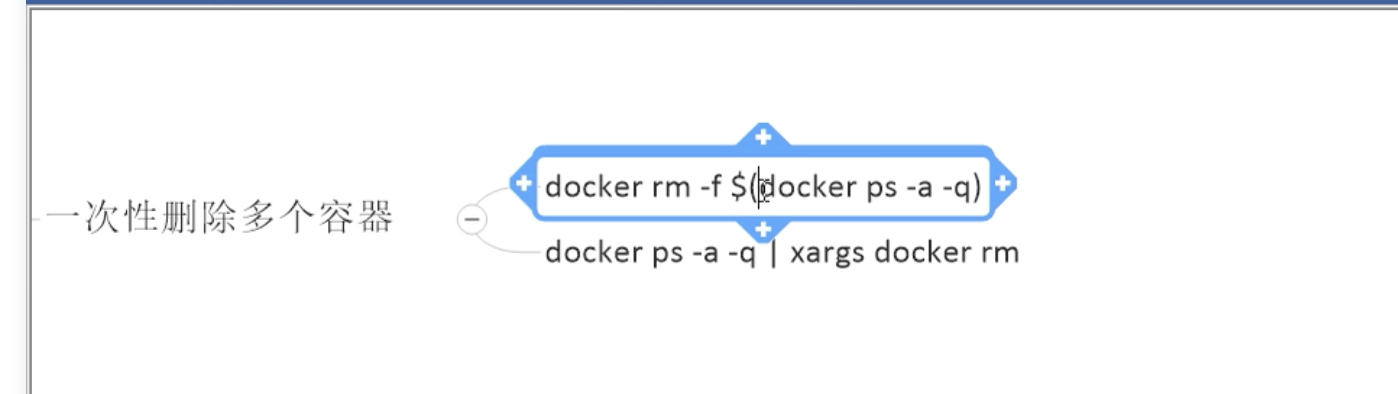 一次性删除多个容器
docker rm -f $(docker ps -a -q)
docker ps -a -q | xargs docker rm